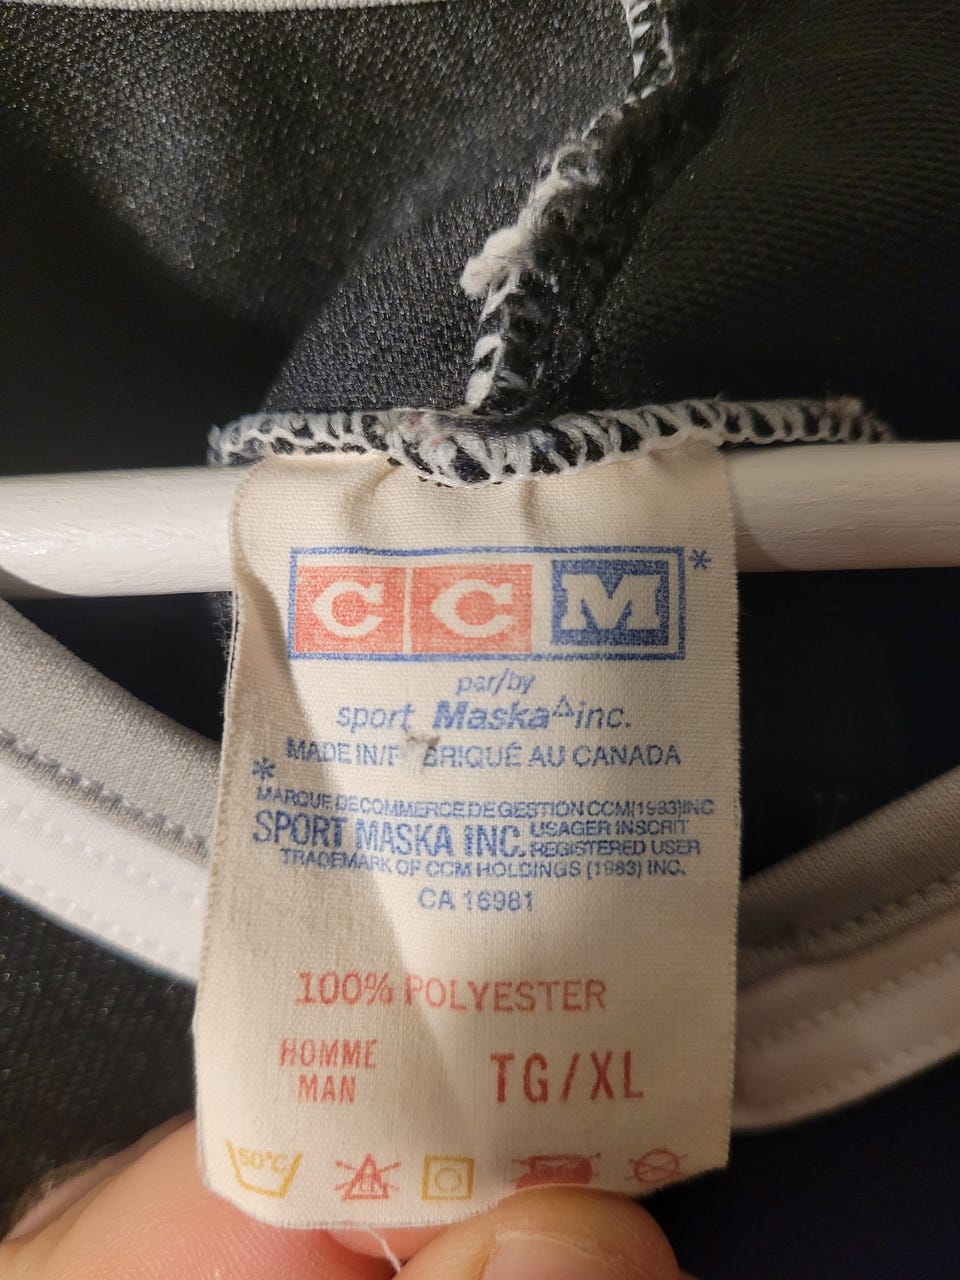 CCM*
par/by
sport Maska inc.
MADE IN/F BRIQUÉ AU CANADA
*
MARQUE DE COMMERCE DE GESTION CCM(1983)INC
SPORT MASKA INC. USAGER INSCRIT
REGISTERED USER
TRADEMARK OF CCM HOLDINGS (1983) INC.
CA 16981
100% POLYESTER
HOMME
MAN
TG/XL
50°C